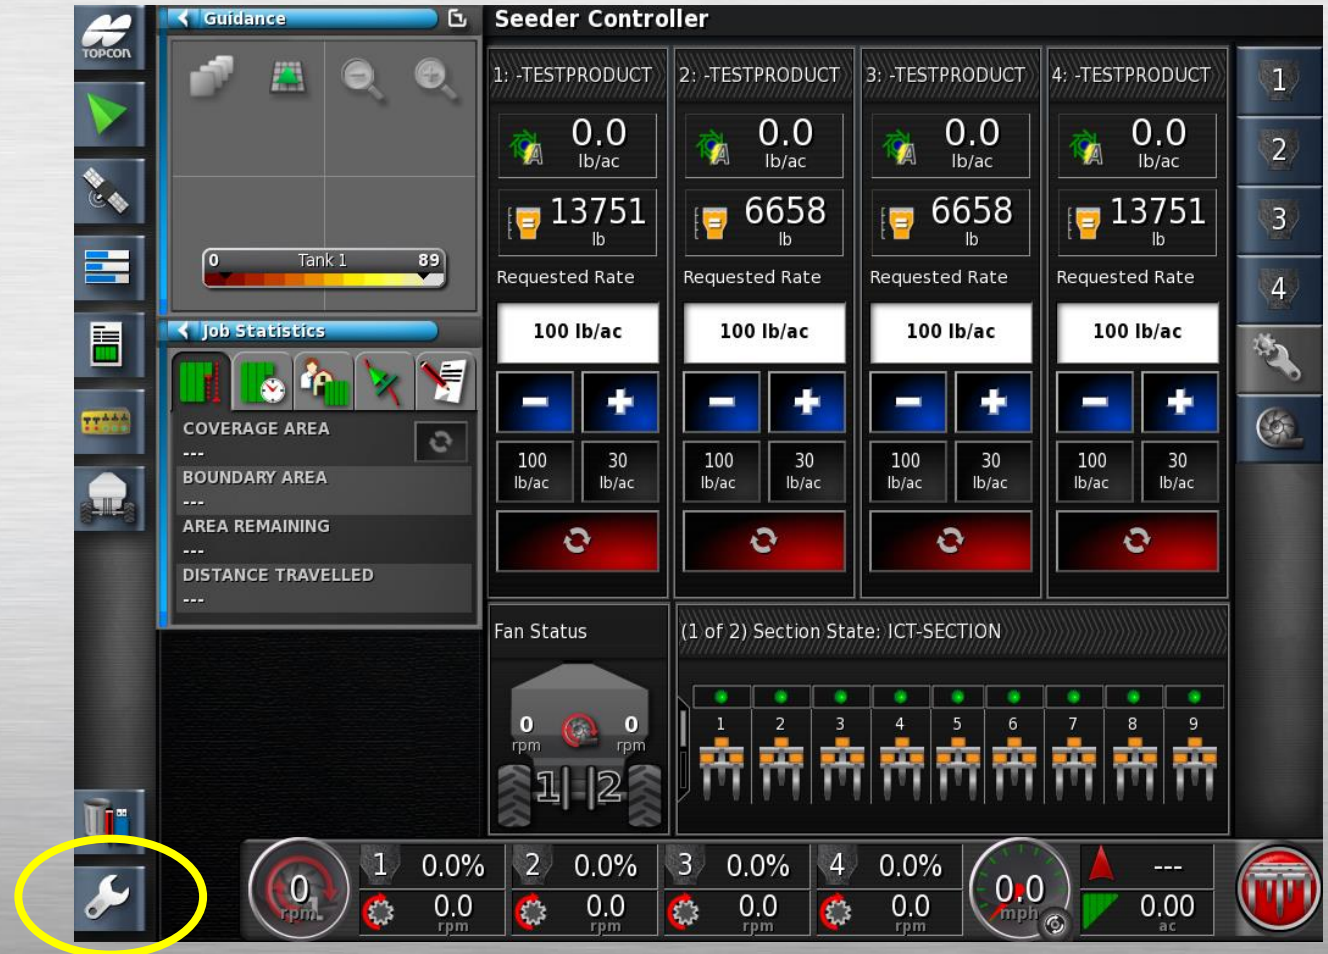 TOPCON
Guidance
0 Tank 1 89
Job Statistics
COVERAGE AREA
---
BOUNDARY AREA
---
AREA REMAINING
---
DISTANCE TRAVELLED
---
Seeder Controller
1: -TESTPRODUCT 2: -TESTPRODUCT 3: -TESTPRODUCT 4: -TESTPRODUCT
0.0 0.0 0.0 0.0
lb/ac lb/ac lb/ac lb/ac
13751 6658 6658 13751
lb lb lb lb
Requested Rate Requested Rate Requested Rate Requested Rate
100 lb/ac 100 lb/ac 100 lb/ac 100 lb/ac
100 30 100 30 100 30 100 30
lb/ac lb/ac lb/ac lb/ac lb/ac lb/ac lb/ac lb/ac
Fan Status
0 0
rpm rpm
1 2
(1 of 2) Section State: ICT-SECTION
1 2 3 4 5 6 7 8 9
1
2
3
4
0
rpm
1 0.0% 2 0.0% 3 0.0% 4 0.0%
0.0 0.0 0.0 0.0
rpm rpm rpm rpm
0.0
mph
---
0.00
ac